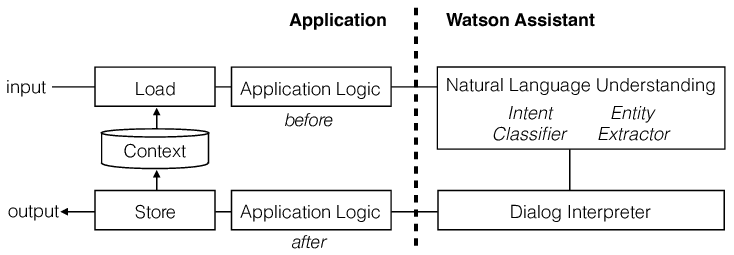 Application
Watson Assistant
input
Load
Application Logic
before
Natural Language Understanding
Intent
Classifier
Entity
Extractor
Context
output
Store
Application Logic
after
Dialog Interpreter